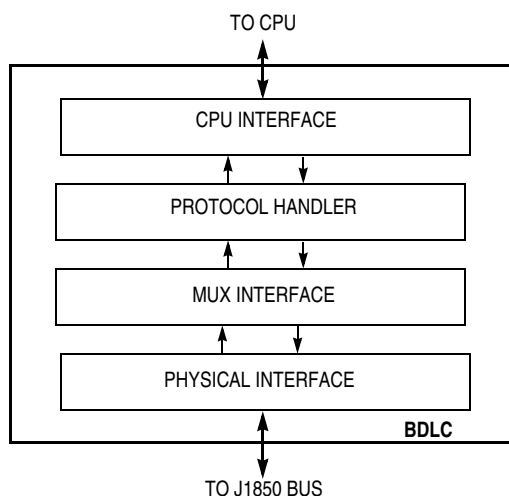 TO CPU
CPU INTERFACE
PROTOCOL HANDLER
MUX INTERFACE
PHYSICAL INTERFACE
BDLC
TO J1850 BUS